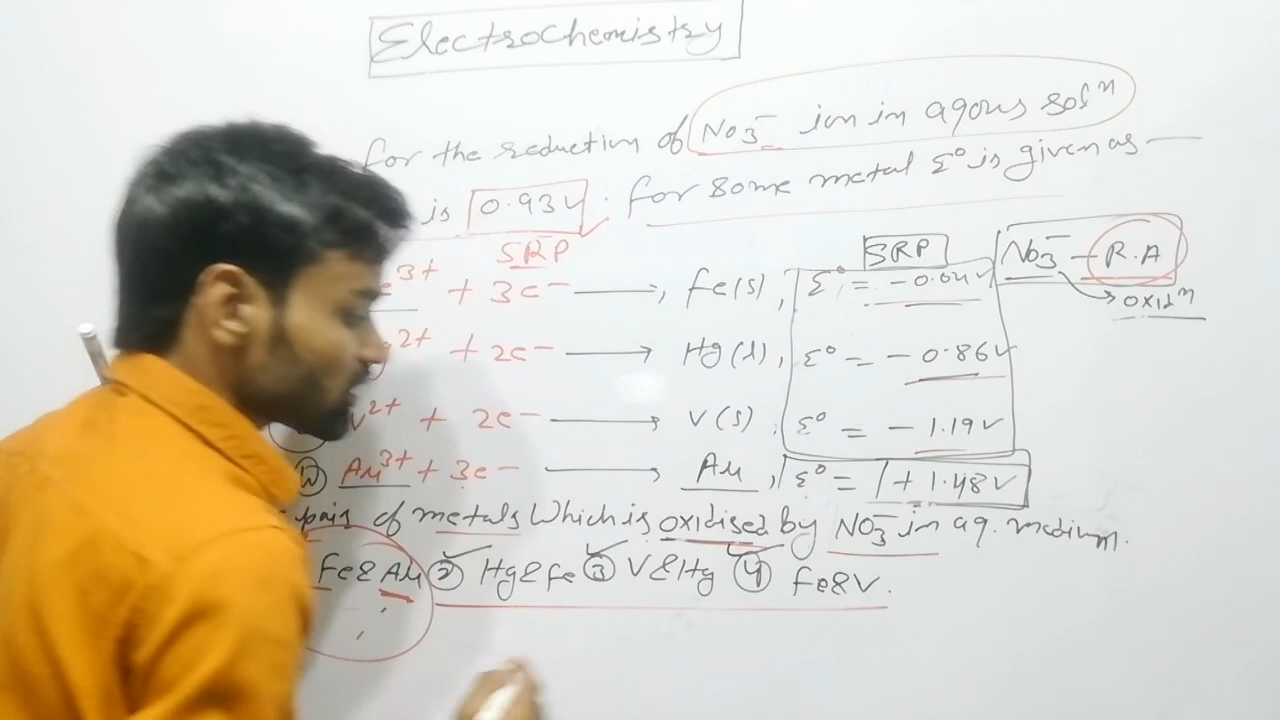 Electrochemistry
for the reduction of NO3- ion in aqous soln
is 0.93V. for some metal Ɛ° is given as —
SRP SRP NO3- — R.A
3+ + 3e- ⟶, fe(s), Ɛ° = -0.04V oxidn
2+ + 2e- ⟶ Hg(l), Ɛ° = -0.86V
V2+ + 2e- ⟶ V(s), Ɛ° = -1.19V
Au3+ + 3e- ⟶ Au, Ɛ° = +1.48V
pair of metals which is oxidised by NO3- in aq. medium.
Fe&Au ② Hg&fe ③ V&Hg ④ fe&V.